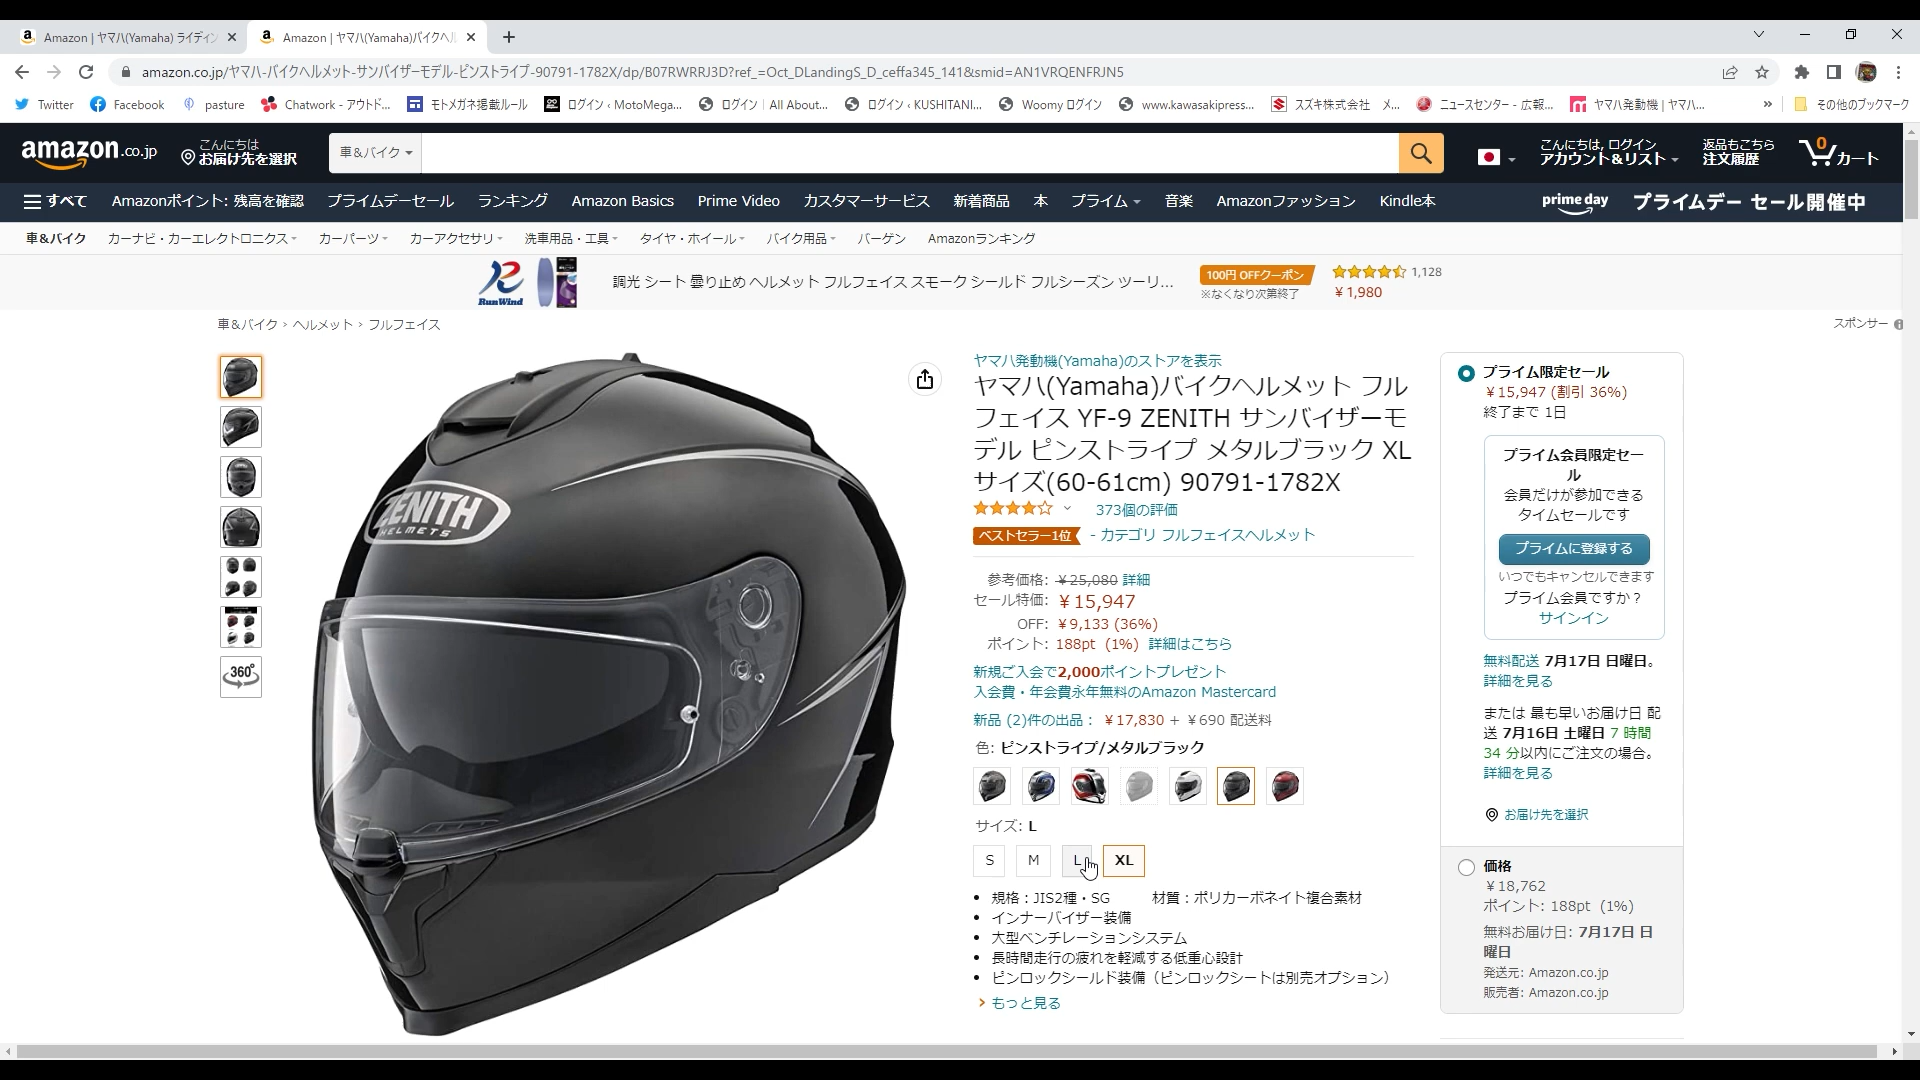 Amazon | ヤマハ(Yamaha) ライディン
Amazon | ヤマハ(Yamaha)バイクヘル
amazon.co.jp/ヤマハ-バイクヘルメット-サンバイザーモデル-ピンストライプ-90791-1782X/dp/B07RWRRJ3D?ref_=Oct_DLandingS_D_ceffa345_141&smid=AN1VRQENFRJN5
Twitter
Facebook
pasture
Chatwork - アウトド...
モトメガネ掲載ルール
ログイン ‹ MotoMega...
ログイン | All About...
ログイン ‹ KUSHITANI...
Woomy ログイン
www.kawasakipress...
スズキ株式会社 メ...
ニュースセンター - 広報...
ヤマハ発動機 | ヤマハ...
»
その他のブックマーク
amazon.co.jp
こんにちは
お届け先を選択
車&バイク
こんにちは, ログイン
アカウント&リスト
返品もこちら
注文履歴
0
カート
すべて
Amazonポイント: 残高を確認
プライムデーセール
ランキング
Amazon Basics
Prime Video
カスタマーサービス
新着商品
本
プライム
音楽
Amazonファッション
Kindle本
prime day
プライムデー セール開催中
車&バイク
カーナビ・カーエレクトロニクス
カーパーツ
カーアクセサリ
洗車用品・工具
タイヤ・ホイール
バイク用品
バーゲン
Amazonランキング
RunWind
調光 シート 曇り止め ヘルメット フルフェイス スモーク シールド フルシーズン ツーリ...
100円 OFFクーポン
※なくなり次第終了
1,128
￥1,980
車&バイク › ヘルメット › フルフェイス
スポンサー
360°
ZENITH
HELMETS
ヤマハ発動機(Yamaha)のストアを表示
ヤマハ(Yamaha)バイクヘルメット フル
フェイス YF-9 ZENITH サンバイザーモ
デル ピンストライプ メタルブラック XL
サイズ(60-61cm) 90791-1782X
373個の評価
ベストセラー1位 - カテゴリ フルフェイスヘルメット
参考価格: ￥25,080 詳細
セール特価: ￥15,947
OFF: ￥9,133 (36%)
ポイント: 188pt (1%) 詳細はこちら
新規ご入会で2,000ポイントプレゼント
入会費・年会費永年無料のAmazon Mastercard
新品 (2)件の出品： ￥17,830 + ￥690 配送料
色: ピンストライプ/メタルブラック
サイズ: L
S
M
L
XL
• 規格：JIS2種・SG 材質：ポリカーボネイト複合素材
• インナーバイザー装備
• 大型ベンチレーションシステム
• 長時間走行の疲れを軽減する低重心設計
• ピンロックシールド装備（ピンロックシートは別売オプション）
› もっと見る
プライム限定セール
￥15,947 (割引 36%)
終了まで 1日
プライム会員限定セー
ル
会員だけが参加できる
タイムセールです
プライムに登録する
いつでもキャンセルできます
プライム会員ですか？
サインイン
無料配送 7月17日 日曜日。
詳細を見る
または 最も早いお届け日 配
送 7月16日 土曜日 7 時間
34 分以内にご注文の場合。
詳細を見る
お届け先を選択
価格
￥18,762
ポイント: 188pt (1%)
無料お届け日: 7月17日 日
曜日
発送元: Amazon.co.jp
販売者: Amazon.co.jp